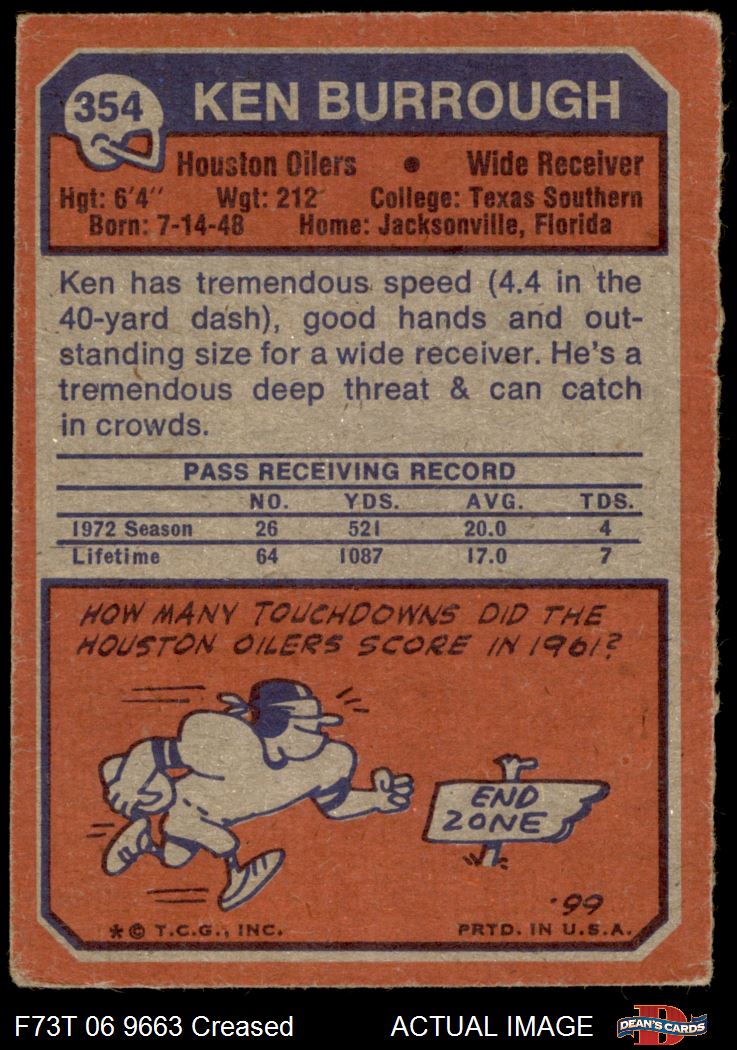 354 KEN BURROUGH
Houston Oilers • Wide Receiver
Hgt: 6'4" Wgt: 212 College: Texas Southern
Born: 7-14-48 Home: Jacksonville, Florida
Ken has tremendous speed (4.4 in the
40-yard dash), good hands and out-
standing size for a wide receiver. He's a
tremendous deep threat & can catch
in crowds.
PASS RECEIVING RECORD
NO. YDS. AVG. TDS.
1972 Season 26 521 20.0 4
Lifetime 64 1087 17.0 7
HOW MANY TOUCHDOWNS DID THE
HOUSTON OILERS SCORE IN 1961?
END
ZONE
·99
* © T.C.G., INC. PRTD. IN U.S.A.
F73T 06 9663 Creased ACTUAL IMAGE
D
DEAN'S CARDS